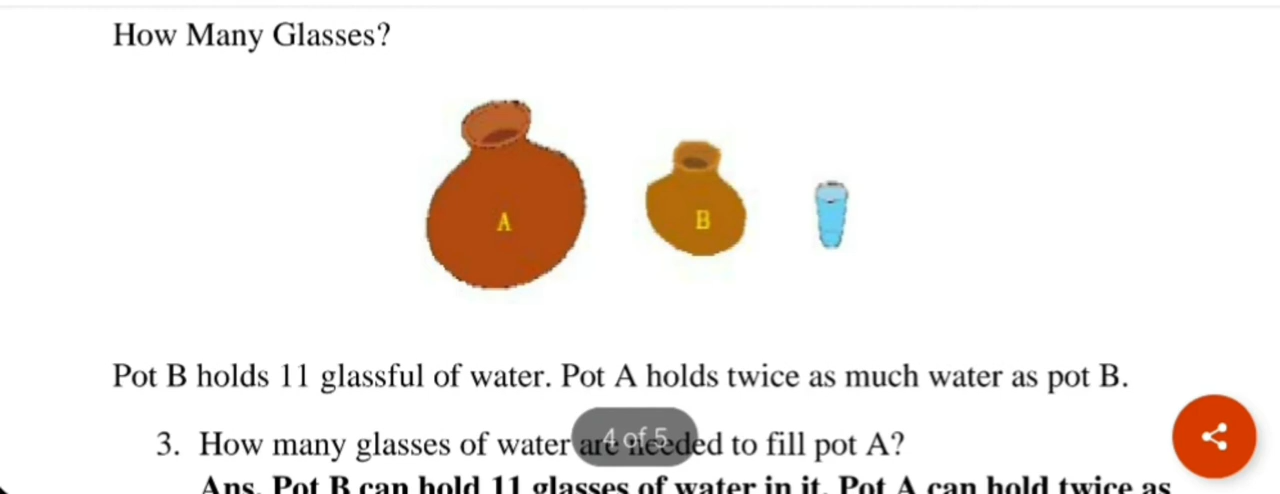 How Many Glasses?
A
B
Pot B holds 11 glassful of water. Pot A holds twice as much water as pot B.
3. How many glasses of water are needed to fill pot A?
4 of 5
Ans. Pot B can hold 11 glasses of water in it. Pot A can hold twice as